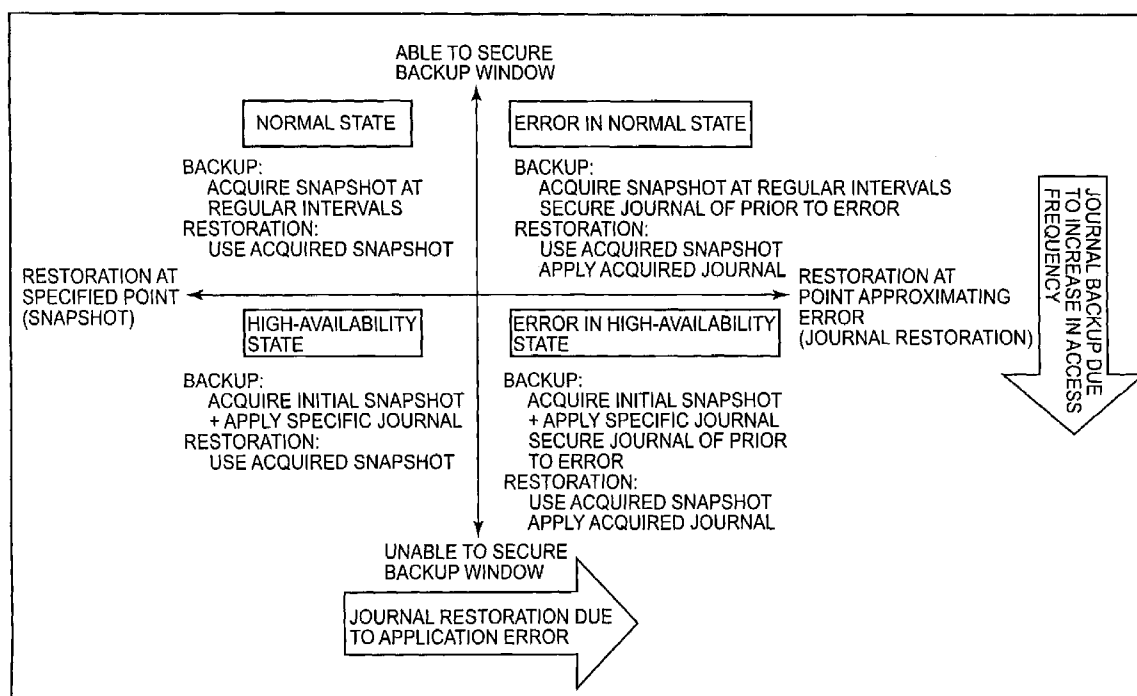 ABLE TO SECURE
BACKUP WINDOW
NORMAL STATE
BACKUP:
ACQUIRE SNAPSHOT AT
REGULAR INTERVALS
RESTORATION:
USE ACQUIRED SNAPSHOT
ERROR IN NORMAL STATE
BACKUP:
ACQUIRE SNAPSHOT AT REGULAR INTERVALS
SECURE JOURNAL OF PRIOR TO ERROR
RESTORATION:
USE ACQUIRED SNAPSHOT
APPLY ACQUIRED JOURNAL
RESTORATION AT
SPECIFIED POINT
(SNAPSHOT)
RESTORATION AT
POINT APPROXIMATING
ERROR
(JOURNAL RESTORATION)
JOURNAL BACKUP DUE
TO INCREASE IN ACCESS
FREQUENCY
HIGH-AVAILABILITY
STATE
BACKUP:
ACQUIRE INITIAL SNAPSHOT
+ APPLY SPECIFIC JOURNAL
RESTORATION:
USE ACQUIRED SNAPSHOT
ERROR IN HIGH-AVAILABILITY
STATE
BACKUP:
ACQUIRE INITIAL SNAPSHOT
+ APPLY SPECIFIC JOURNAL
SECURE JOURNAL OF PRIOR
TO ERROR
RESTORATION:
USE ACQUIRED SNAPSHOT
APPLY ACQUIRED JOURNAL
UNABLE TO SECURE
BACKUP WINDOW
JOURNAL RESTORATION DUE
TO APPLICATION ERROR